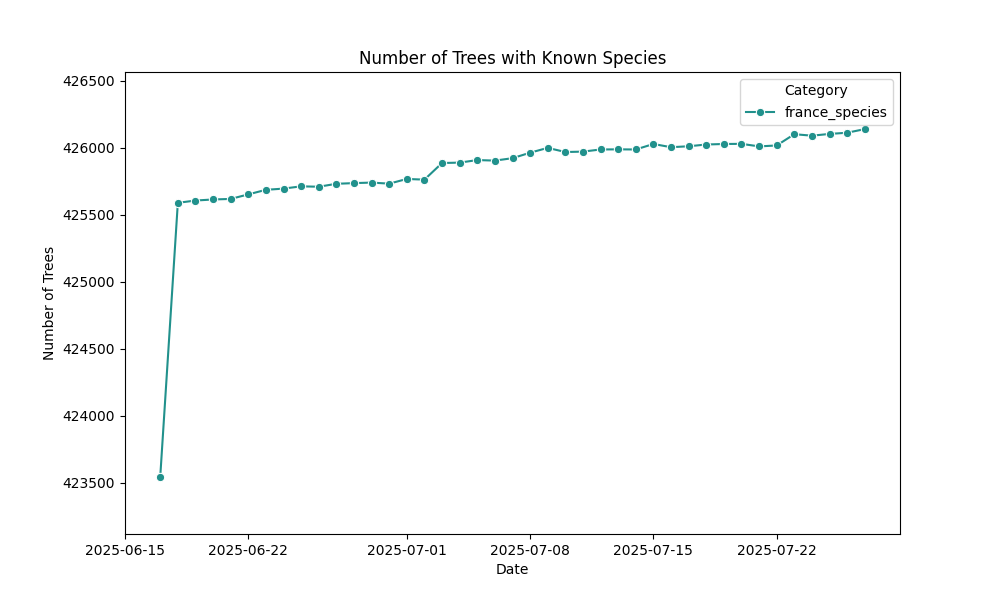 Number of Trees with Known Species
Category
france_species
426500
426000
425500
425000
424500
424000
423500
Number of Trees
2025-06-15
2025-06-22
2025-07-01
2025-07-08
2025-07-15
2025-07-22
Date